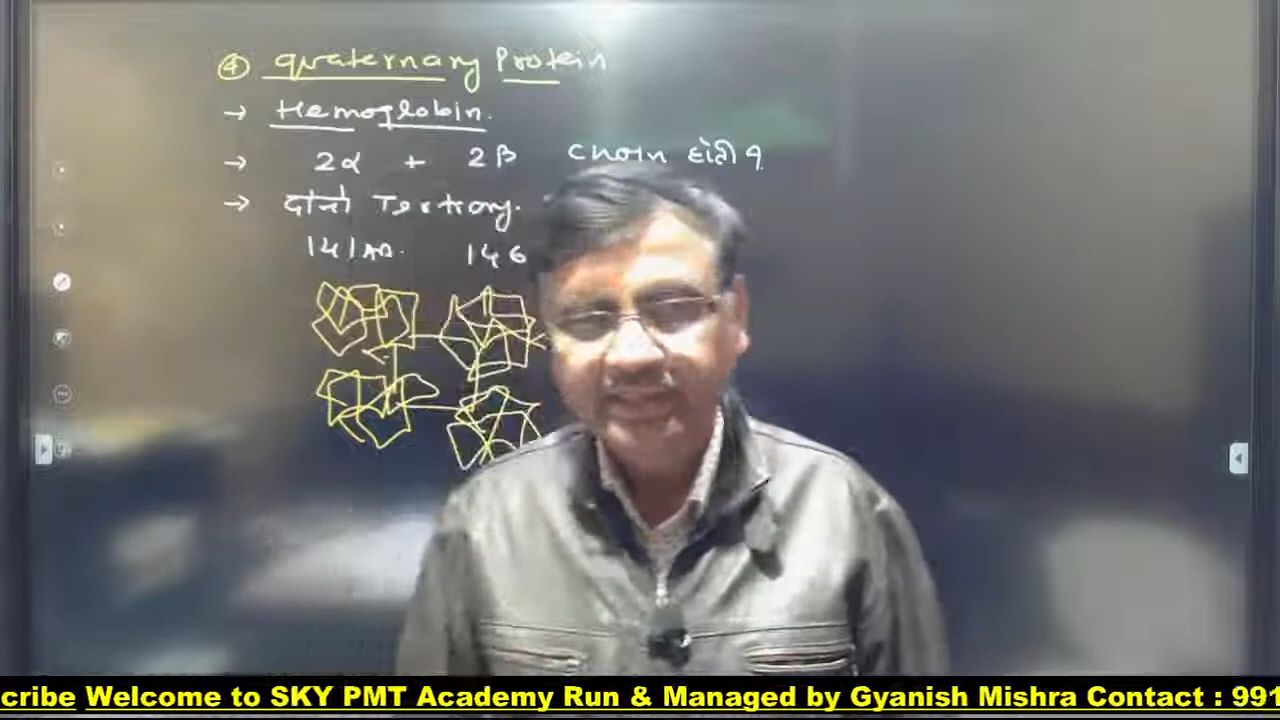 ④ Quaternary Protein
→ Hemoglobin.
→ 2α + 2β Chain होती
→ दोनो Tertiary.
141 AA. 146
cribe Welcome to SKY PMT Academy Run & Managed by Gyanish Mishra Contact : 991